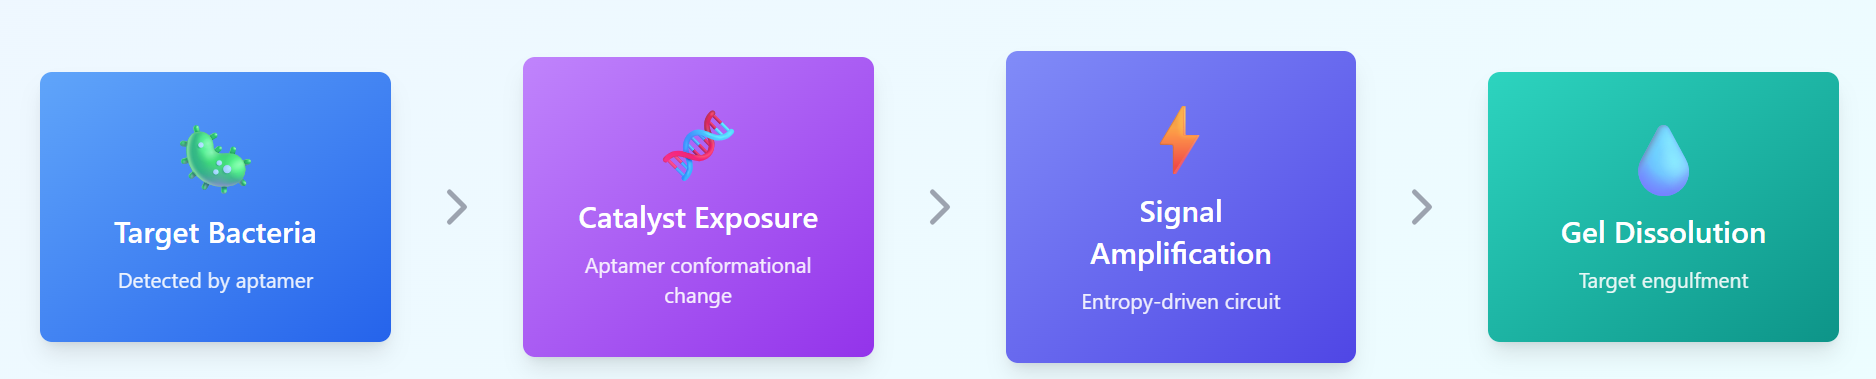 Target Bacteria
Detected by aptamer
Catalyst Exposure
Aptamer conformational
change
Signal
Amplification
Entropy-driven circuit
Gel Dissolution
Target engulfment